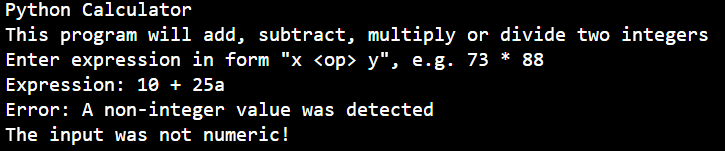 Python Calculator
This program will add, subtract, multiply or divide two integers
Enter expression in form "x <op> y", e.g. 73 * 88
Expression: 10 + 25a
Error: A non-integer value was detected
The input was not numeric!